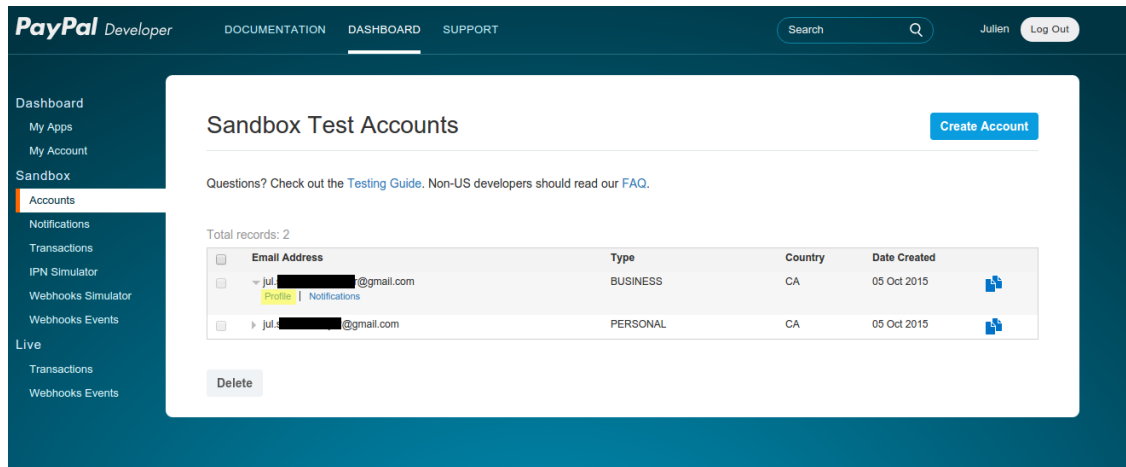 PayPal Developer DOCUMENTATION DASHBOARD SUPPORT Search Julien Log Out
Dashboard
My Apps
My Account
Sandbox
Accounts
Notifications
Transactions
IPN Simulator
Webhooks Simulator
Webhooks Events
Live
Transactions
Webhooks Events
Sandbox Test Accounts Create Account
Questions? Check out the Testing Guide. Non-US developers should read our FAQ.
Total records: 2
Email Address Type Country Date Created
jul. r@gmail.com BUSINESS CA 05 Oct 2015
Profile | Notifications
jul. @gmail.com PERSONAL CA 05 Oct 2015
Delete